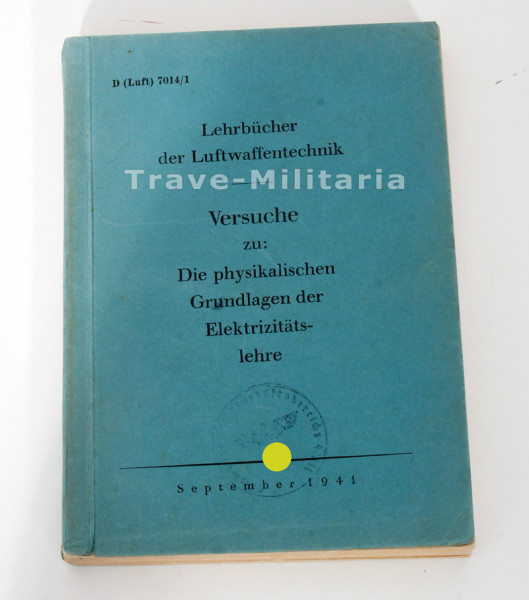 D (Luft) 7014/1
Lehrbücher
der Luftwaffentechnik
Trave-Militaria
Versuche
zu:
Die physikalischen
Grundlagen der
Elektrizitäts-
lehre
September 1941